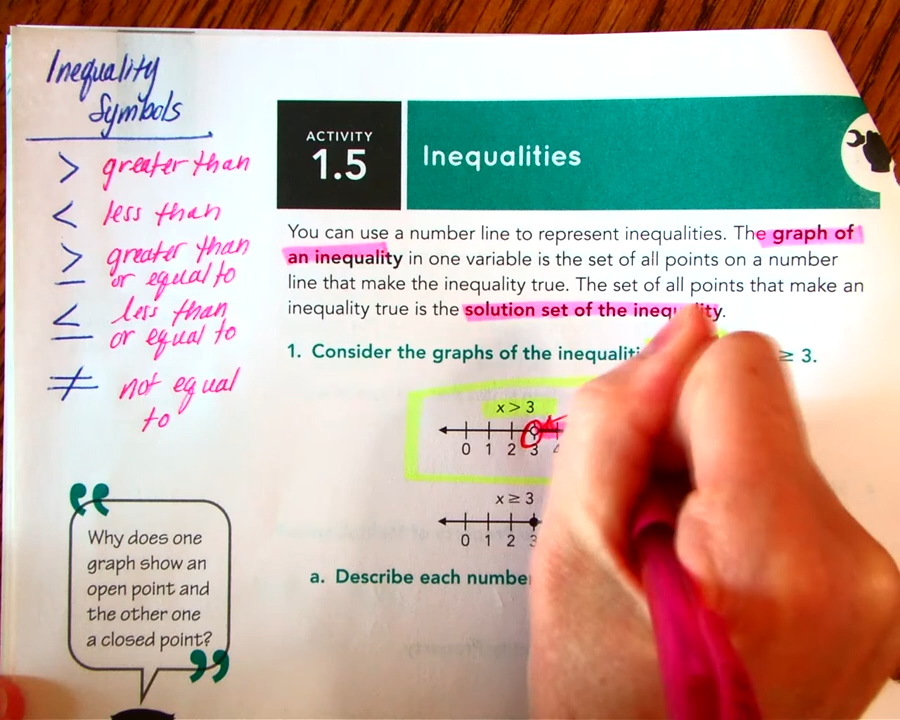 Inequality
Symbols
> greater than
< less than
≥ greater than
or equal to
≤ less than
or equal to
≠ not equal
to
ACTIVITY
1.5
Inequalities
You can use a number line to represent inequalities. The graph of
an inequality in one variable is the set of all points on a number
line that make the inequality true. The set of all points that make an
inequality true is the solution set of the inequality.
1. Consider the graphs of the ≥ 3.
x > 3
0 1 2 3
x ≥ 3
0 1 2 3
a. Describe each
“
Why does one
graph show an
open point and
the other one
a closed point?
”